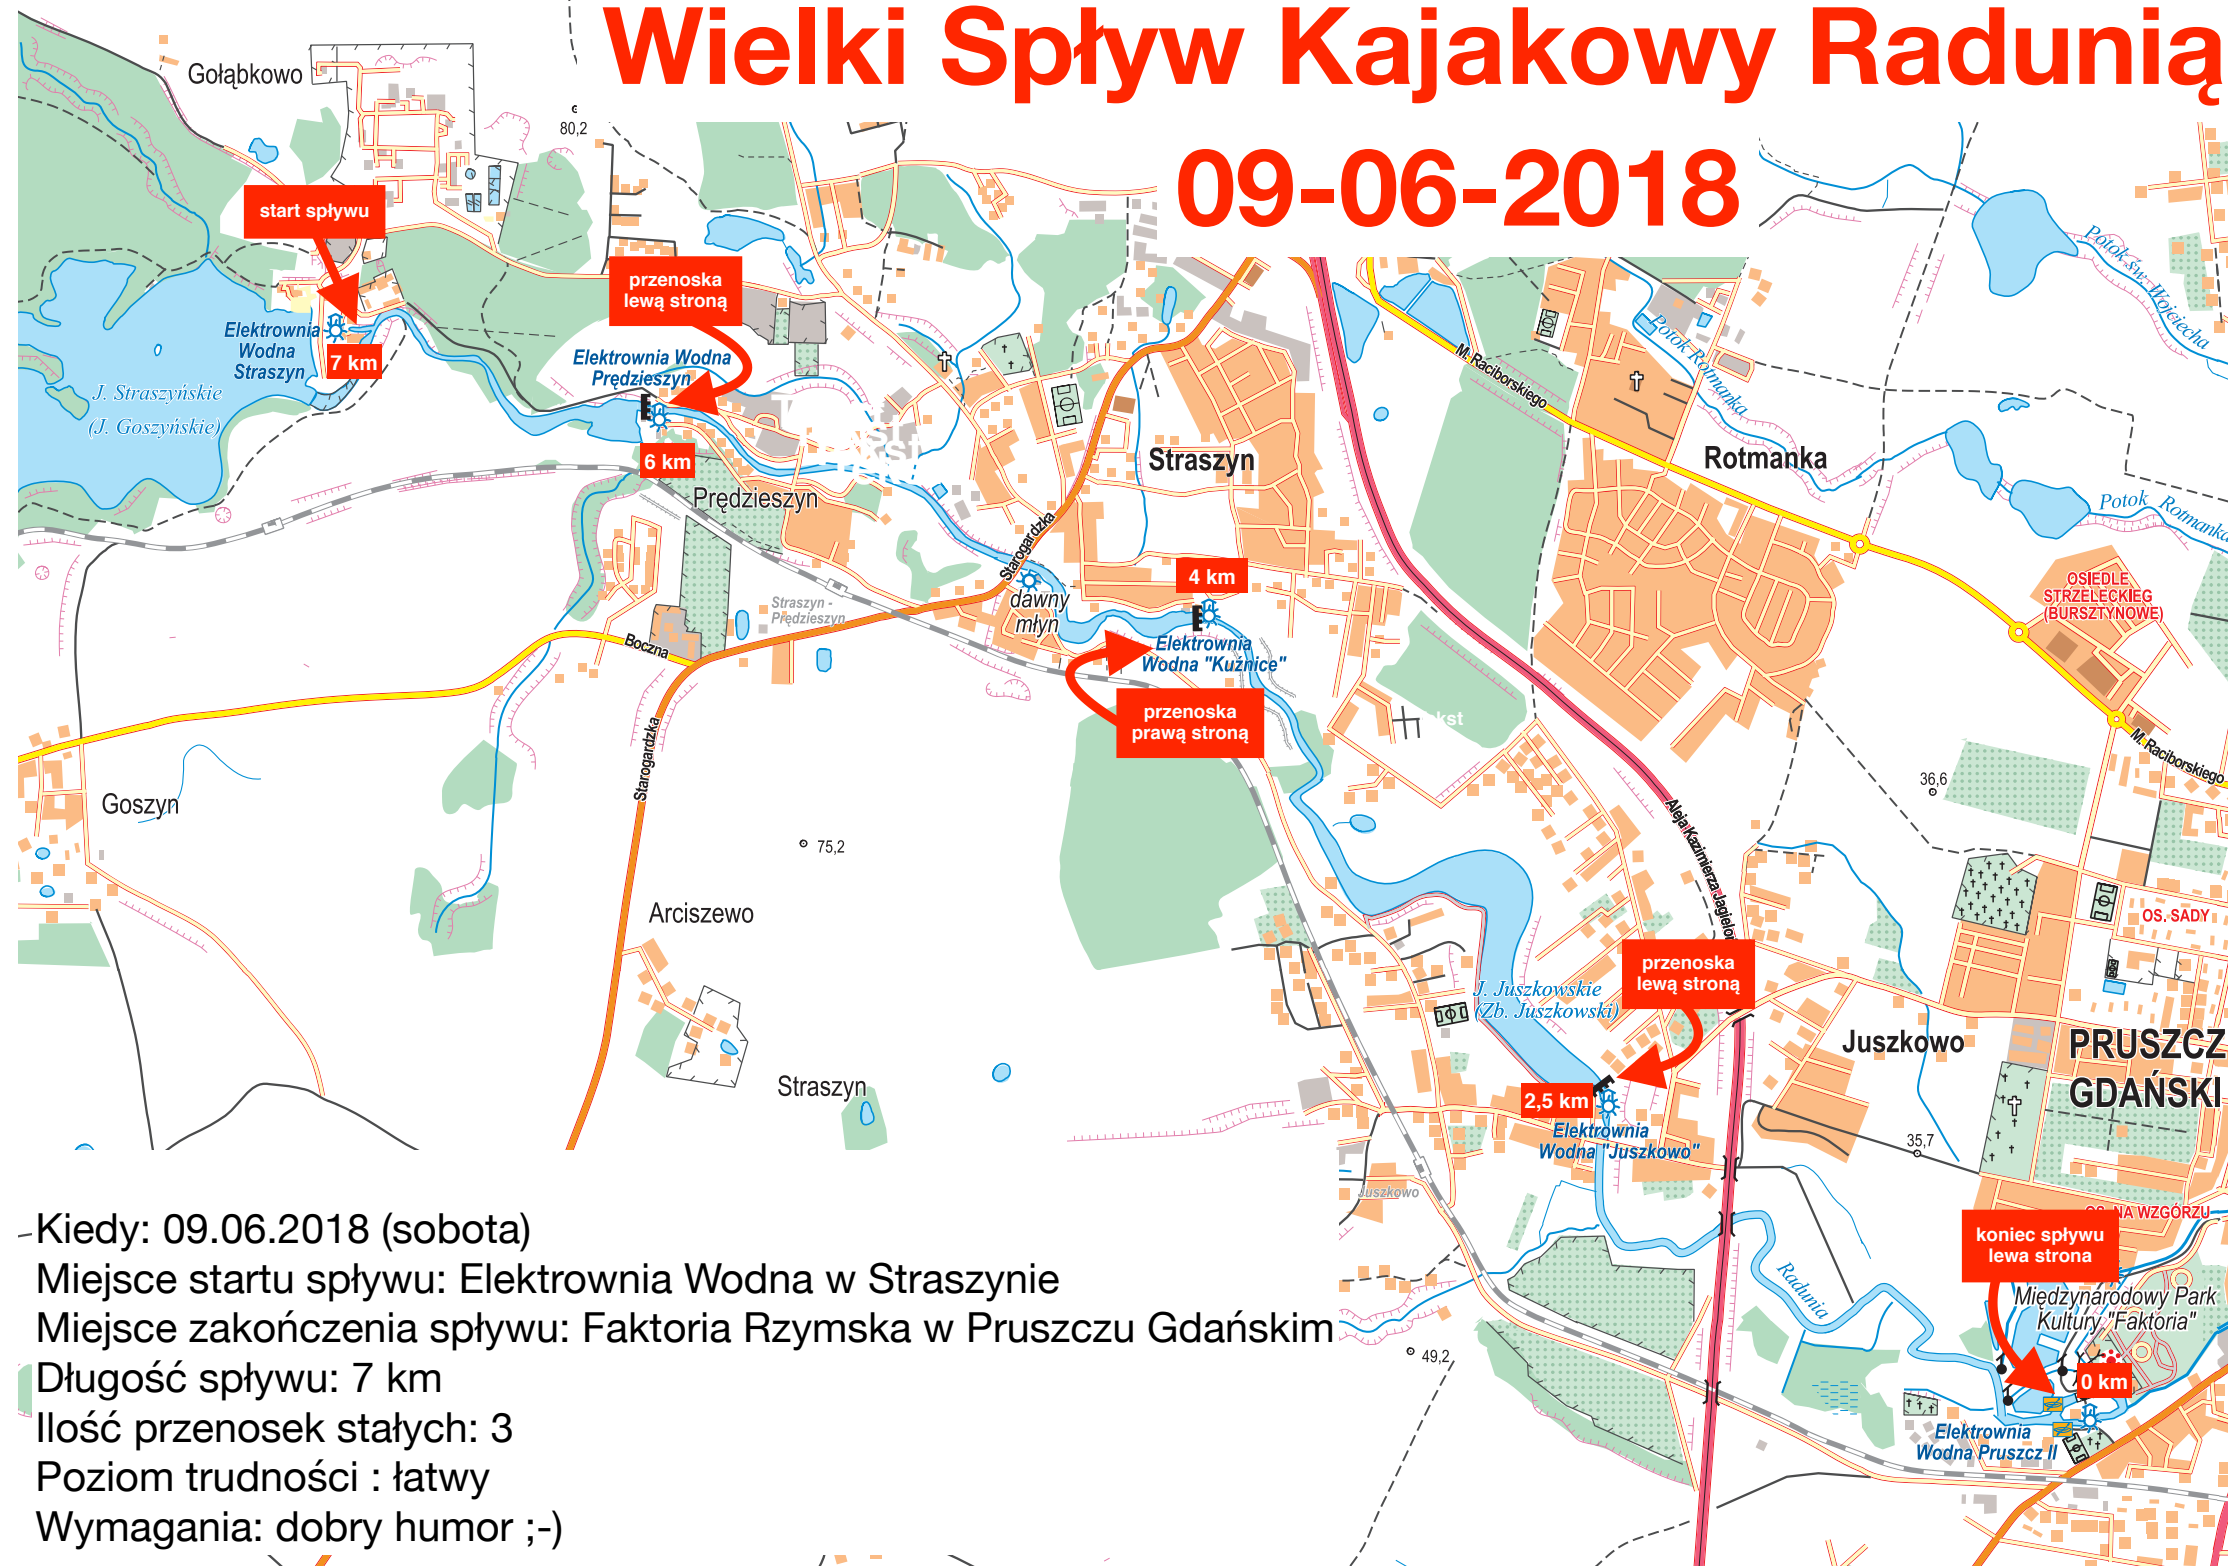 Wielki Spływ Kajakowy Radunią
09-06-2018
Gołąbkowo
80,2
start spływu
przenoska
lewą stroną
Elektrownia
Wodna
Straszyn
7 km
Elektrownia Wodna
Prędzieszyn
J. Straszyńskie
(J. Goszyńskie)
6 km
Prędzieszyn
Straszyn
Starogardzka
dawny
młyn
4 km
Elektrownia
Wodna "Kuźnice"
przenoska
prawą stroną
Straszyn -
Prędzieszyn
Boczna
Starogardzka
Goszyn
75,2
Arciszewo
Straszyn
M. Raciborskiego
Potok Rotmanka
Rotmanka
Potok św. Wojciecha
Potok Rotmanka
OSIEDLE
STRZELECKIEG
(BURSZTYNOWE)
M. Raciborskiego
36,6
Aleja Kazimierza Jagiellon
OS. SADY
przenoska
lewą stroną
J. Juszkowskie
(Zb. Juszkowski)
Juszkowo
PRUSZCZ
GDAŃSKI
2,5 km
Elektrownia
Wodna "Juszkowo"
35,7
Juszkowo
OS. NA WZGÓRZU
koniec spływu
lewa strona
Radunia
Międzynarodowy Park
Kultury "Faktoria"
49,2
0 km
Elektrownia
Wodna Pruszcz II
Kiedy: 09.06.2018 (sobota)
Miejsce startu spływu: Elektrownia Wodna w Straszynie
Miejsce zakończenia spływu: Faktoria Rzymska w Pruszczu Gdańskim
Długość spływu: 7 km
Ilość przenosek stałych: 3
Poziom trudności : łatwy
Wymagania: dobry humor ;-)